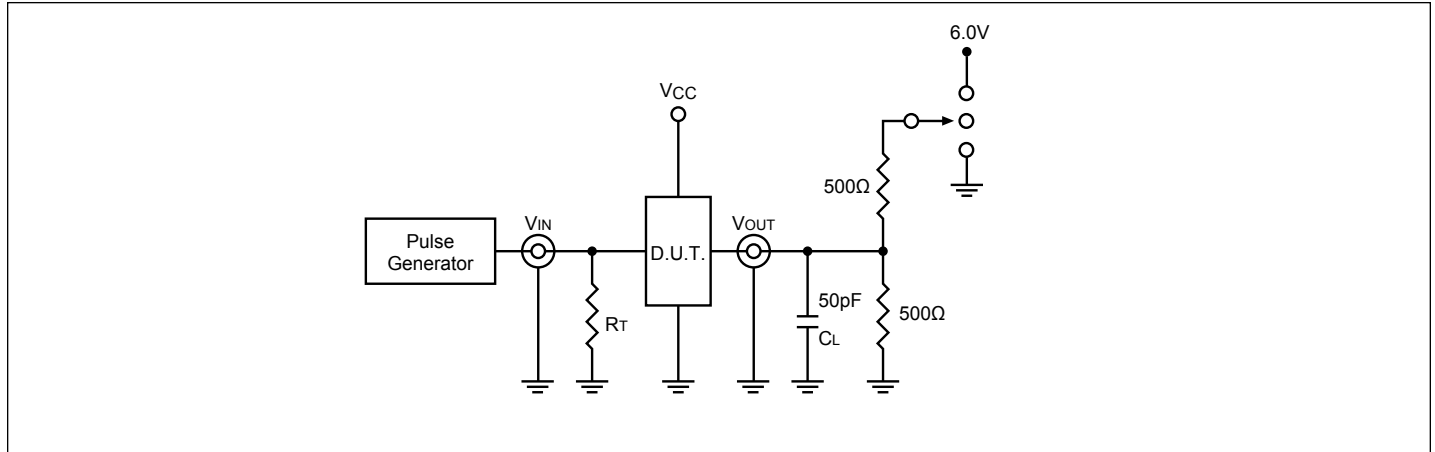 6.0V
VCC
500Ω
Pulse
Generator
VIN
D.U.T.
VOUT
RT
50pF
CL
500Ω